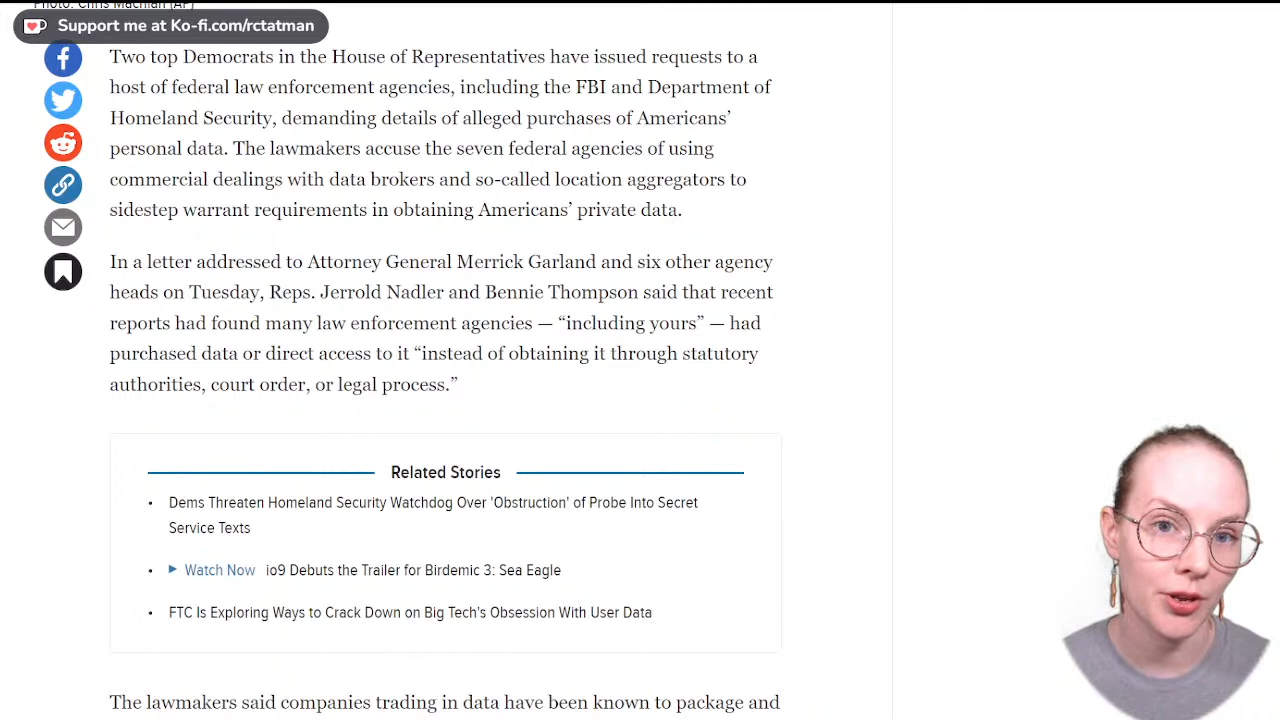 Photo: Chris Machian (AP)
Support me at Ko-fi.com/rctatman
Two top Democrats in the House of Representatives have issued requests to a
host of federal law enforcement agencies, including the FBI and Department of
Homeland Security, demanding details of alleged purchases of Americans’
personal data. The lawmakers accuse the seven federal agencies of using
commercial dealings with data brokers and so-called location aggregators to
sidestep warrant requirements in obtaining Americans’ private data.
In a letter addressed to Attorney General Merrick Garland and six other agency
heads on Tuesday, Reps. Jerrold Nadler and Bennie Thompson said that recent
reports had found many law enforcement agencies — “including yours” — had
purchased data or direct access to it “instead of obtaining it through statutory
authorities, court order, or legal process.”
Related Stories
• Dems Threaten Homeland Security Watchdog Over 'Obstruction' of Probe Into Secret
Service Texts
• Watch Now io9 Debuts the Trailer for Birdemic 3: Sea Eagle
• FTC Is Exploring Ways to Crack Down on Big Tech's Obsession With User Data
The lawmakers said companies trading in data have been known to package and